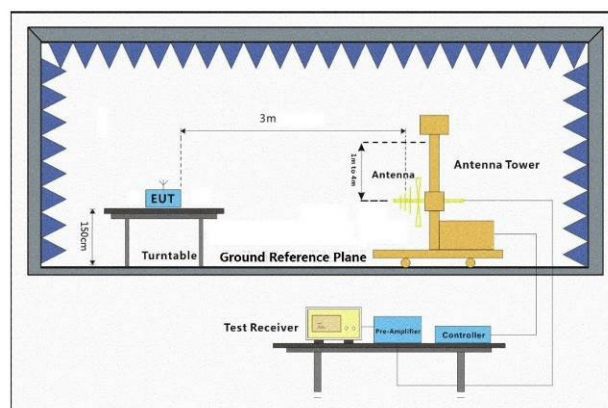 3m
1m to 4m
Antenna Tower
Antenna
EUT
150cm
Turntable
Ground Reference Plane
Test Receiver
Pre-Amplifier
Controller